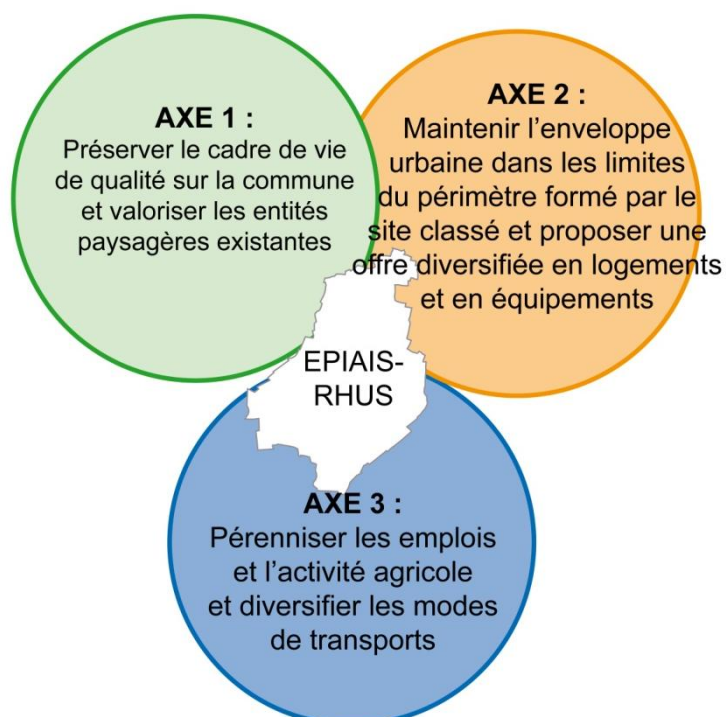 AXE 1 :
Préserver le cadre de vie
de qualité sur la commune
et valoriser les entités
paysagères existantes
AXE 2 :
Maintenir l’enveloppe
urbaine dans les limites
du périmètre formé par le
site classé et proposer une
offre diversifiée en logements
et en équipements
EPIAIS-
RHUS
AXE 3 :
Pérenniser les emplois
et l’activité agricole
et diversifier les modes
de transports